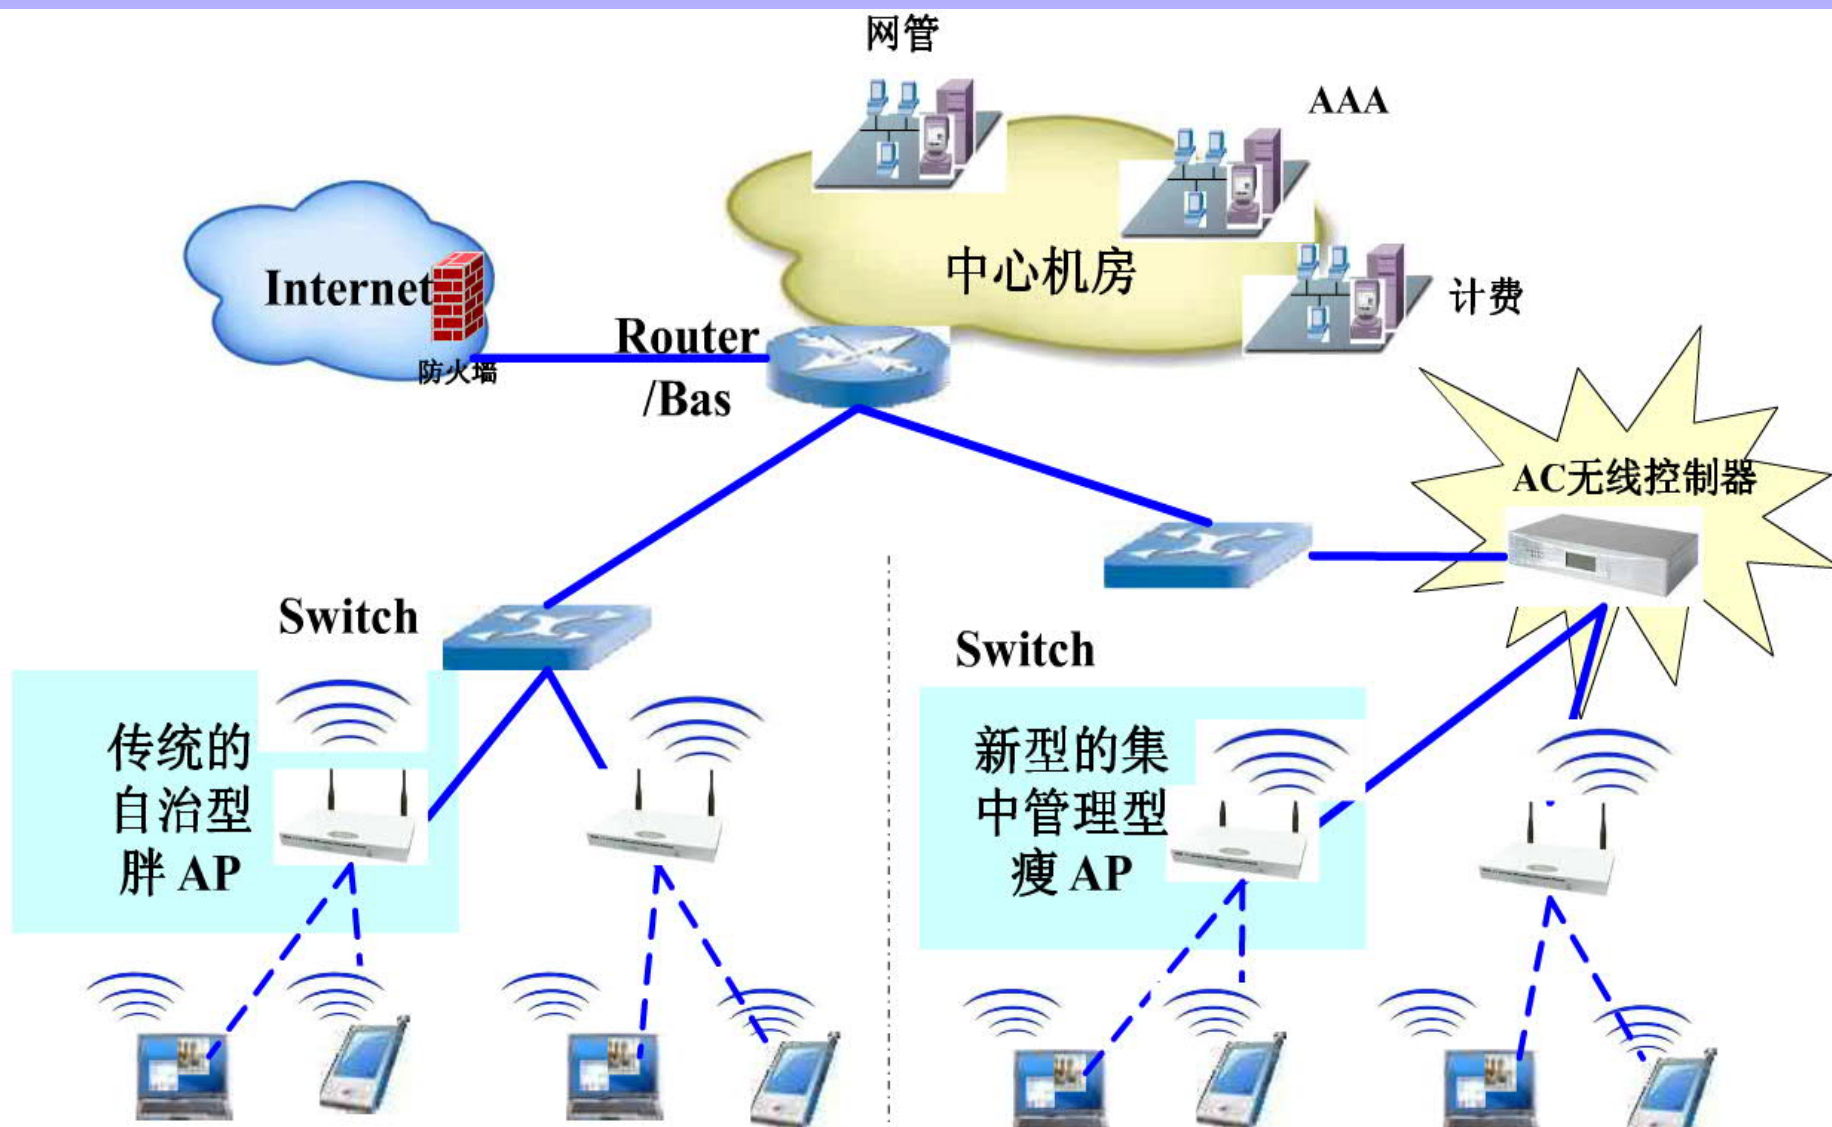 网管
AAA
中心机房
Internet
计费
Router
防火墙
/Bas
AC无线控制器
Switch
Switch
传统的
自治型
胖 AP
新型的集
中管理型
瘦 AP